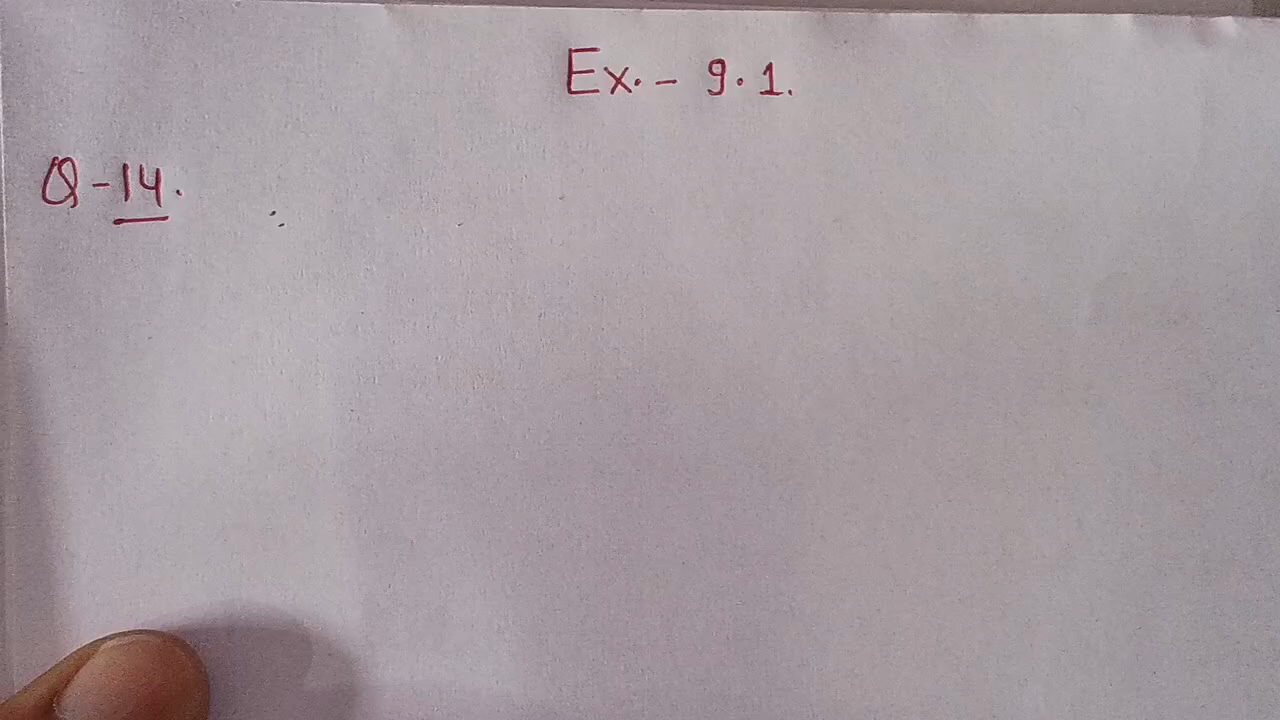 Ex. - 9.1.
Q - 14.